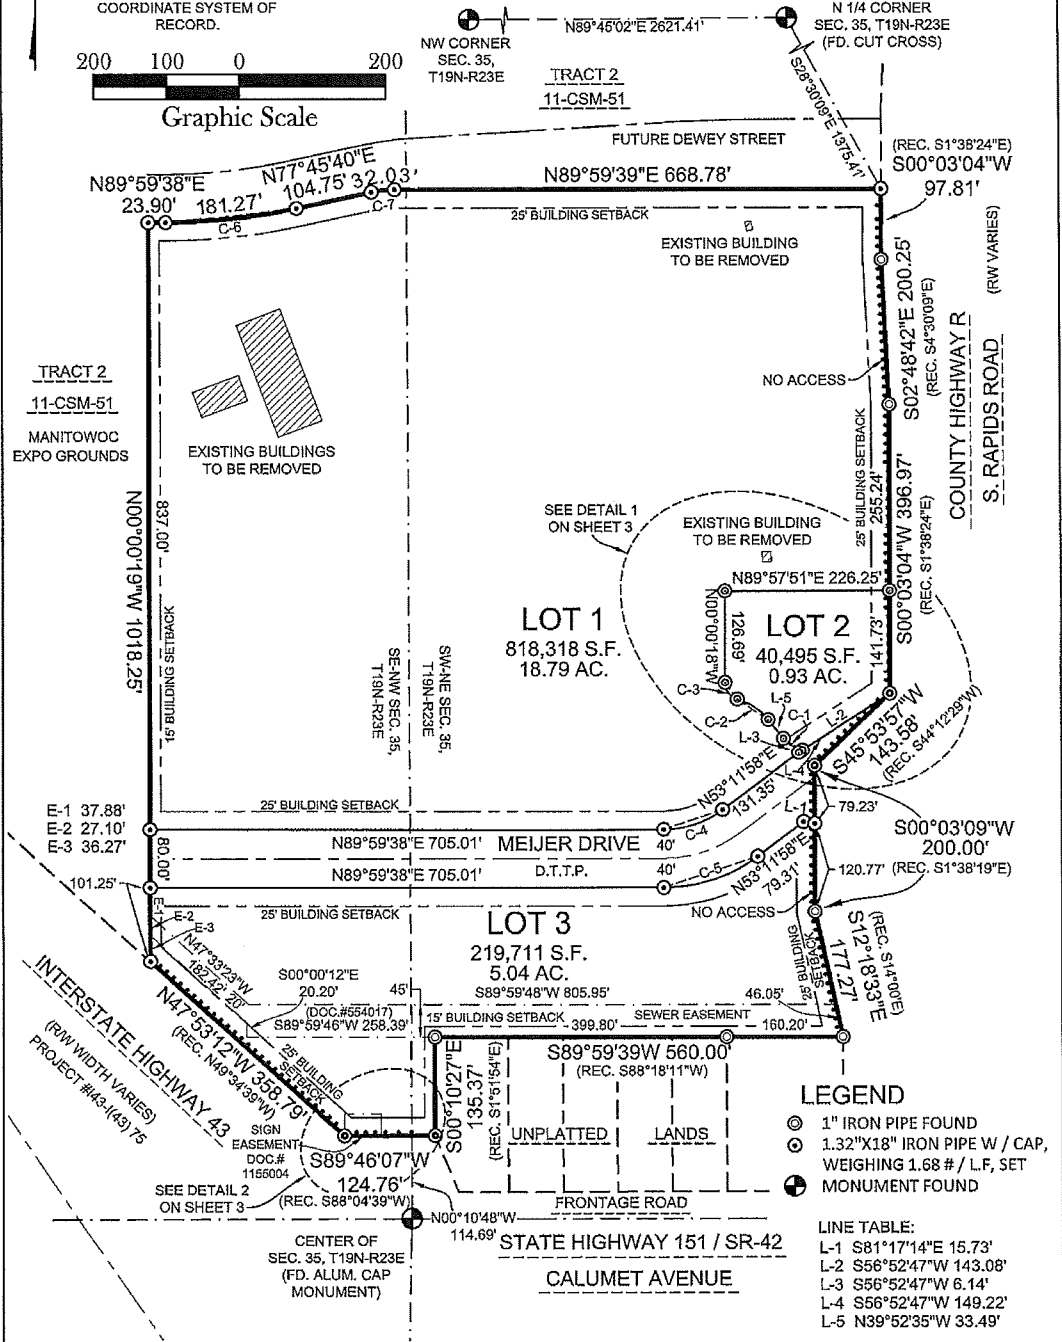 COORDINATE SYSTEM OF
RECORD.
N89°45'02"E 2621.41'
N 1/4 CORNER
SEC. 35, T19N-R23E
(FD. CUT CROSS)
NW CORNER
SEC. 35,
T19N-R23E
200 100 0 200
Graphic Scale
TRACT 2
11-CSM-51
S28°30'09"E 1375.41'
FUTURE DEWEY STREET
(REC. S1°38'24"E)
S00°03'04"W
97.81'
N89°59'38"E
23.90'
181.27'
C-6
N77°45'40"E
104.75'
32.03'
C-7
N89°59'39"E 668.78'
25' BUILDING SETBACK
EXISTING BUILDING
TO BE REMOVED
(RW VARIES)
S02°48'42"E 200.25'
(REC. S4°30'09"E)
NO ACCESS
COUNTY HIGHWAY R
S. RAPIDS ROAD
TRACT 2
11-CSM-51
MANITOWOC
EXPO GROUNDS
EXISTING BUILDINGS
TO BE REMOVED
N00°00'19"W 1018.25'
837.00'
15' BUILDING SETBACK
25' BUILDING SETBACK
255.24'
S00°03'04"W 396.97'
(REC. S1°38'24"E)
SEE DETAIL 1
ON SHEET 3
EXISTING BUILDING
TO BE REMOVED
N89°57'51"E 226.25'
LOT 1
818,318 S.F.
18.79 AC.
N00°00'18"W
126.69'
LOT 2
40,495 S.F.
0.93 AC.
141.73'
SE-NW SEC. 35,
T19N-R23E
SW-NE SEC. 35,
T19N-R23E
C-3
C-2
L-5
C-1
L-3
L-2
L-4
S45°53'57"W
143.58'
(REC. S44°12'29"W)
N53°11'58"E
131.35'
C-4
25' BUILDING SETBACK
E-1 37.88'
E-2 27.10'
E-3 36.27'
N89°59'38"E 705.01'
MEIJER DRIVE
40'
L-1
79.23'
S00°03'09"W
200.00'
(REC. S1°38'19"E)
80.00'
N89°59'38"E 705.01'
D.T.T.P.
40'
C-5
N53°11'58"E
79.31'
120.77'
101.25'
25' BUILDING SETBACK
NO ACCESS
E-1
E-2
E-3
LOT 3
219,711 S.F.
5.04 AC.
N47°33'23"W
182.42'
20'
S00°00'12"E
20.20'
(DOC.#554017)
S89°59'46"W 258.39'
45'
S89°59'48"W 805.95'
25' BUILDING
SETBACK
S12°18'33"E
177.27'
(REC. S14°00'E)
46.05'
15' BUILDING SETBACK
SEWER EASEMENT
399.80'
160.20'
S89°59'39W 560.00'
(REC. S88°18'11"W)
INTERSTATE HIGHWAY 43
(R/W WIDTH VARIES)
PROJECT #I43-I(43) 75
N47°53'12"W 358.79'
(REC. N49°34'39"W)
25' BUILDING
SETBACK
S00°10'27"E
135.37'
(REC. S1°51'54"E)
SIGN
EASEMENT
DOC.#
1155004
SEE DETAIL 2
ON SHEET 3
S89°46'07"W
124.76'
(REC. S88°04'39"W)
UNPLATTED LANDS
FRONTAGE ROAD
N00°10'48"W
114.69'
CENTER OF
SEC. 35, T19N-R23E
(FD. ALUM. CAP
MONUMENT)
STATE HIGHWAY 151 / SR-42
CALUMET AVENUE
LEGEND
1" IRON PIPE FOUND
1.32"X18" IRON PIPE W / CAP,
WEIGHING 1.68 # / L.F, SET
MONUMENT FOUND
LINE TABLE:
L-1 S81°17'14"E 15.73'
L-2 S56°52'47"W 143.08'
L-3 S56°52'47"W 6.14'
L-4 S56°52'47"W 149.22'
L-5 N39°52'35"W 33.49'